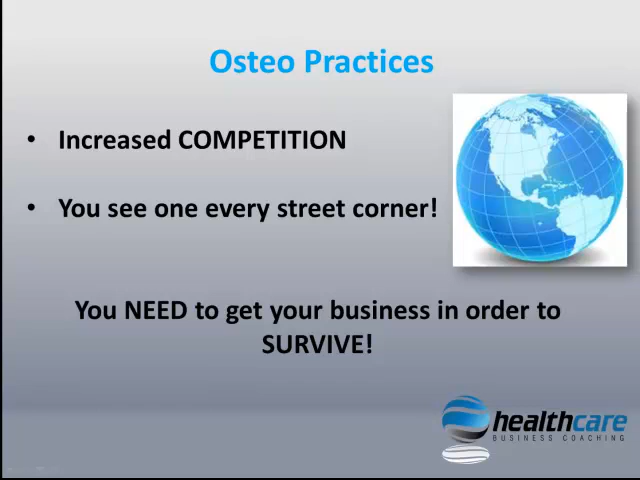 Osteo Practices
• Increased COMPETITION
• You see one every street corner!
You NEED to get your business in order to
SURVIVE!
healthcare
BUSINESS COACHING